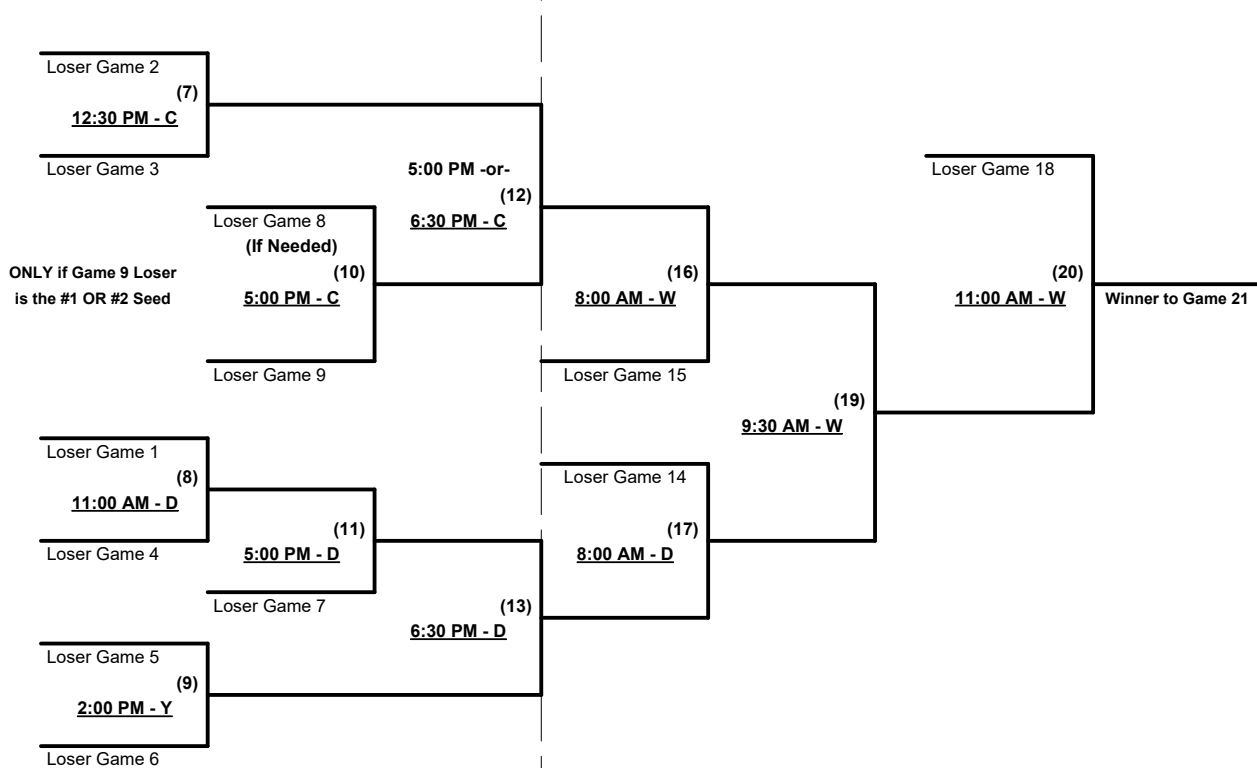 Loser Game 2
(7)
12:30 PM - C
Loser Game 3
5:00 PM -or-
(12)
6:30 PM - C
Loser Game 18
Loser Game 8
(If Needed)
ONLY if Game 9 Loser
is the #1 OR #2 Seed
(10)
5:00 PM - C
(16)
8:00 AM - W
(20)
11:00 AM - W
Winner to Game 21
Loser Game 9
Loser Game 15
(19)
9:30 AM - W
Loser Game 1
(8)
11:00 AM - D
Loser Game 4
Loser Game 14
(11)
5:00 PM - D
(17)
8:00 AM - D
Loser Game 7
(13)
6:30 PM - D
Loser Game 5
(9)
2:00 PM - Y
Loser Game 6